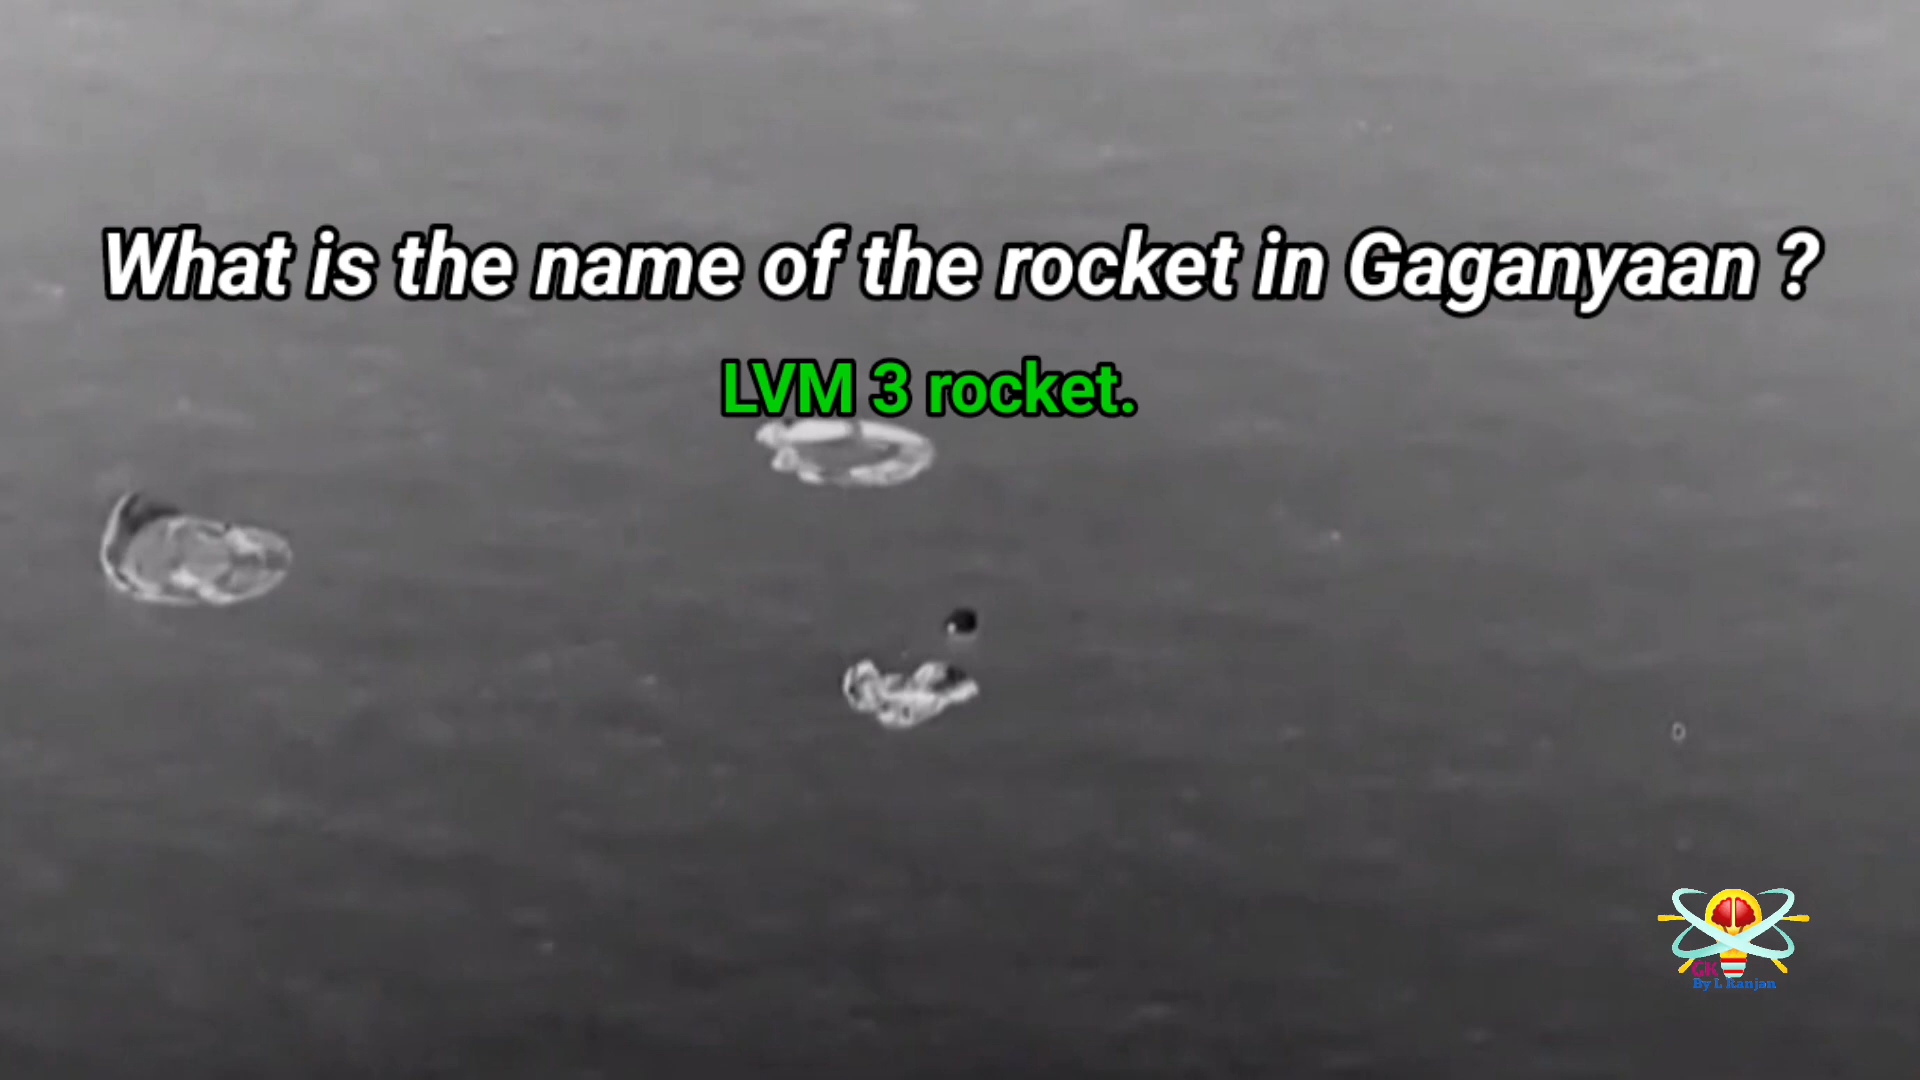 What is the name of the rocket in Gaganyaan ?
LVM 3 rocket.
GK
By L Ranjan